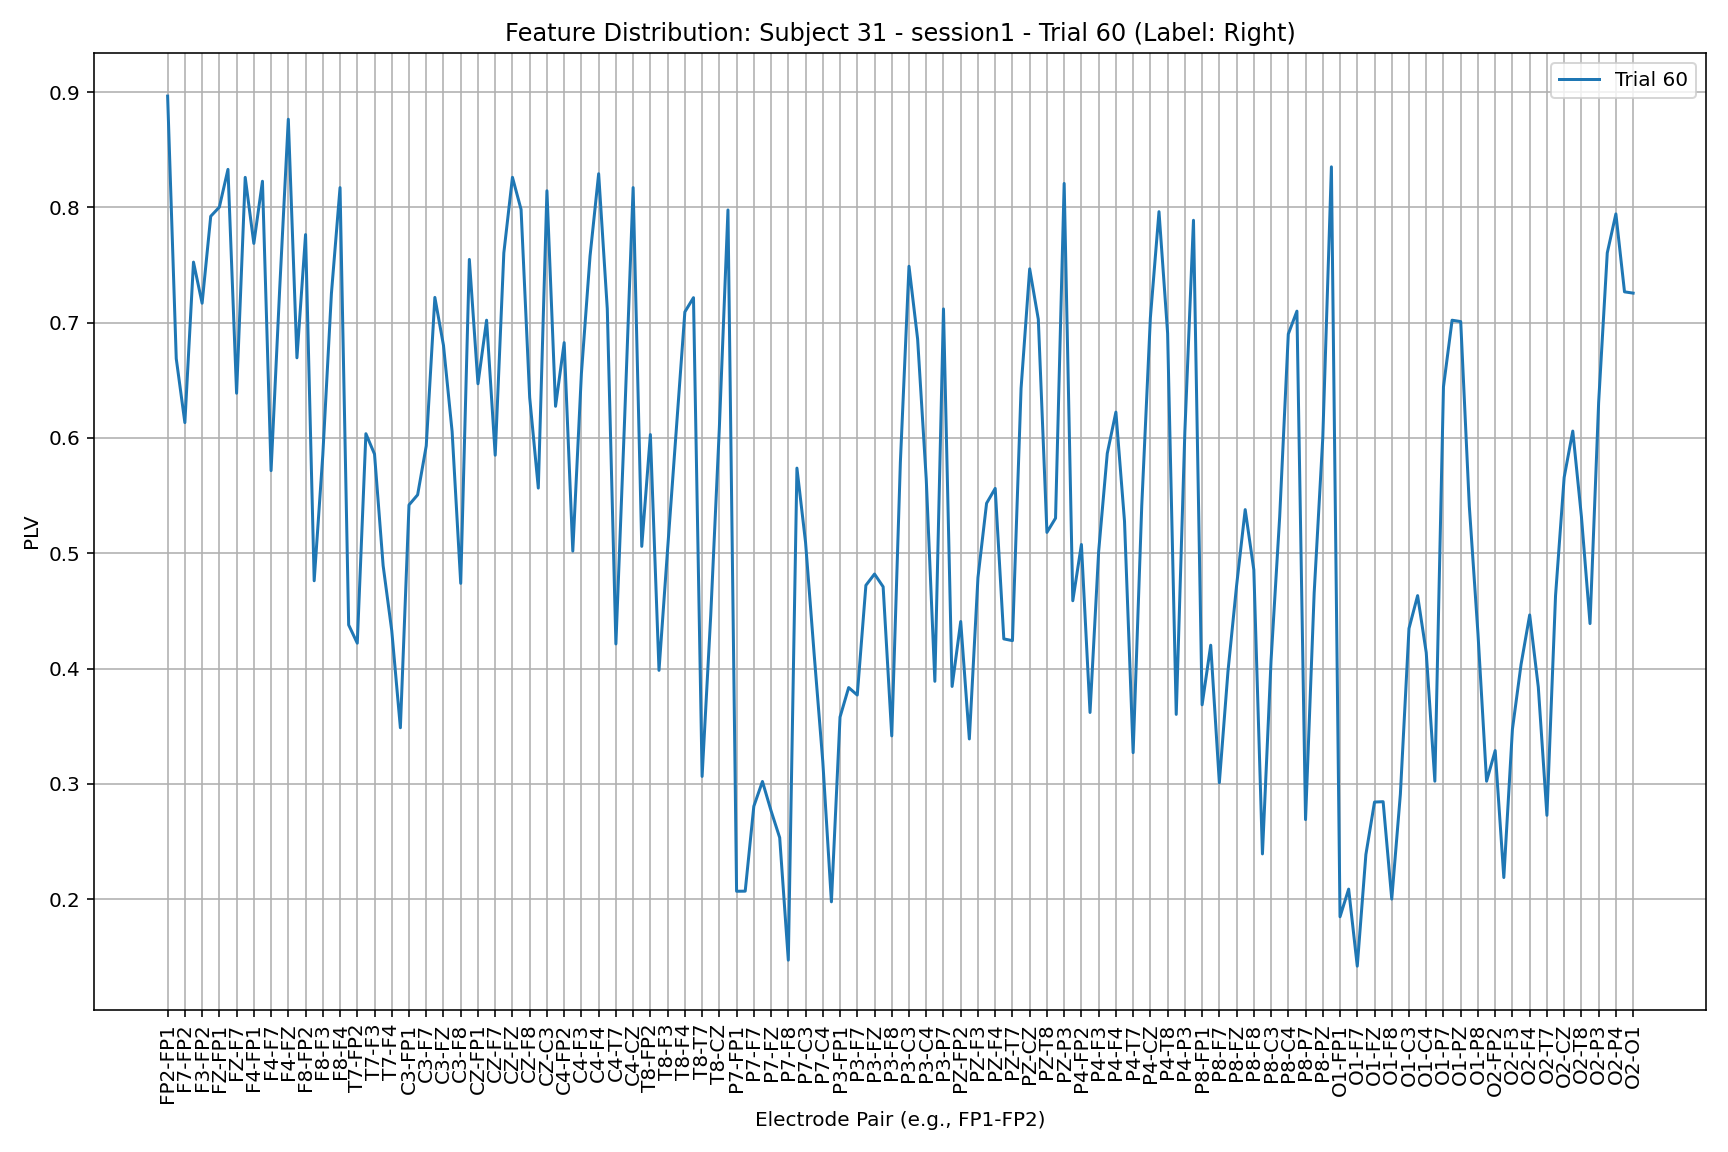 Feature Distribution: Subject 31 - session1 - Trial 60 (Label: Right)
Trial 60
0.9
0.8
0.7
0.6
0.5
0.4
0.3
0.2
PLV
FP2-FP1
F7-FP2
F3-FP2
FZ-FP1
FZ-F7
F4-FP1
F4-F7
F4-FZ
F8-FP2
F8-F3
F8-F4
T7-FP2
T7-F3
T7-F4
C3-FP1
C3-F7
C3-FZ
C3-F8
CZ-FP1
CZ-F7
CZ-FZ
CZ-F8
CZ-C3
C4-FP2
C4-F3
C4-F4
C4-T7
C4-CZ
T8-FP2
T8-F3
T8-F4
T8-T7
T8-CZ
P7-FP1
P7-F7
P7-FZ
P7-F8
P7-C3
P7-C4
P3-FP1
P3-F7
P3-FZ
P3-F8
P3-C3
P3-C4
P3-P7
PZ-FP2
PZ-F3
PZ-F4
PZ-T7
PZ-CZ
PZ-T8
PZ-P3
P4-FP2
P4-F3
P4-F4
P4-T7
P4-CZ
P4-T8
P4-P3
P8-FP1
P8-F7
P8-FZ
P8-F8
P8-C3
P8-C4
P8-P7
P8-PZ
O1-FP1
O1-F7
O1-FZ
O1-F8
O1-C3
O1-C4
O1-P7
O1-PZ
O1-P8
O2-FP2
O2-F3
O2-F4
O2-T7
O2-CZ
O2-T8
O2-P3
O2-P4
O2-O1
Electrode Pair (e.g., FP1-FP2)